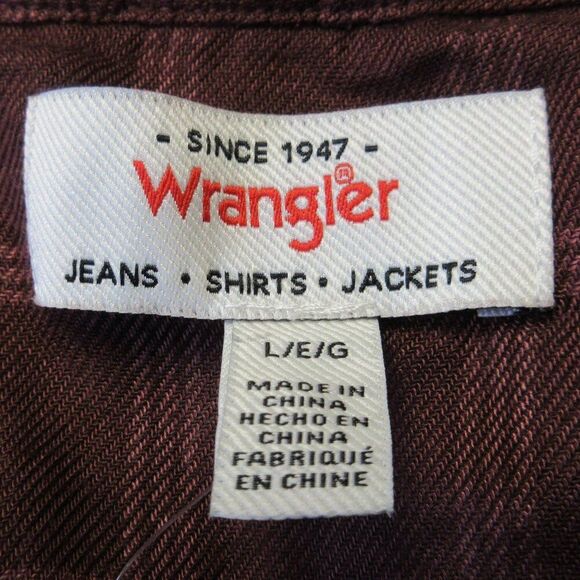 - SINCE 1947 -
Wrangler®
JEANS • SHIRTS • JACKETS
L/E/G
MADE IN
CHINA
HECHO EN
CHINA
FABRIQUÉ
EN CHINE